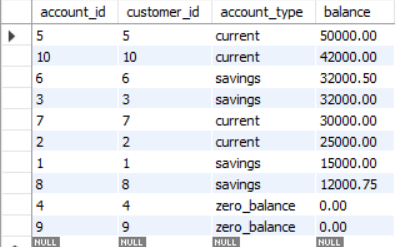 account_id customer_id account_type balance
5 5 current 50000.00
10 10 current 42000.00
6 6 savings 32000.50
3 3 savings 32000.00
7 7 current 30000.00
2 2 current 25000.00
1 1 savings 15000.00
8 8 savings 12000.75
4 4 zero_balance 0.00
9 9 zero_balance 0.00
NULL NULL NULL NULL